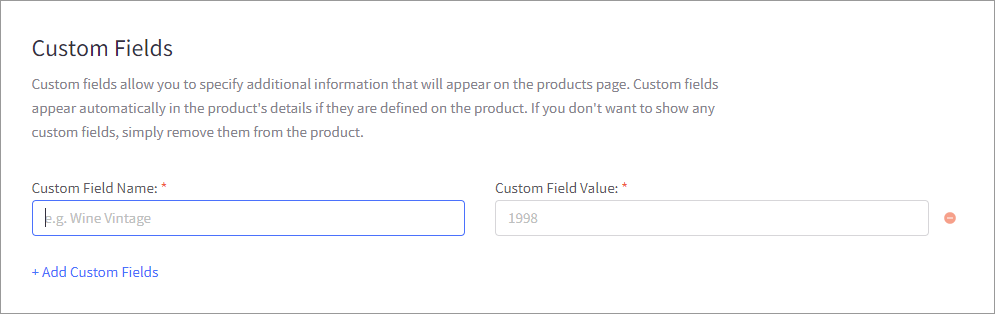 Custom Fields
Custom fields allow you to specify additional information that will appear on the products page. Custom fields
appear automatically in the product's details if they are defined on the product. If you don't want to show any
custom fields, simply remove them from the product.
Custom Field Name: * Custom Field Value: *
e.g. Wine Vintage 1998
+ Add Custom Fields